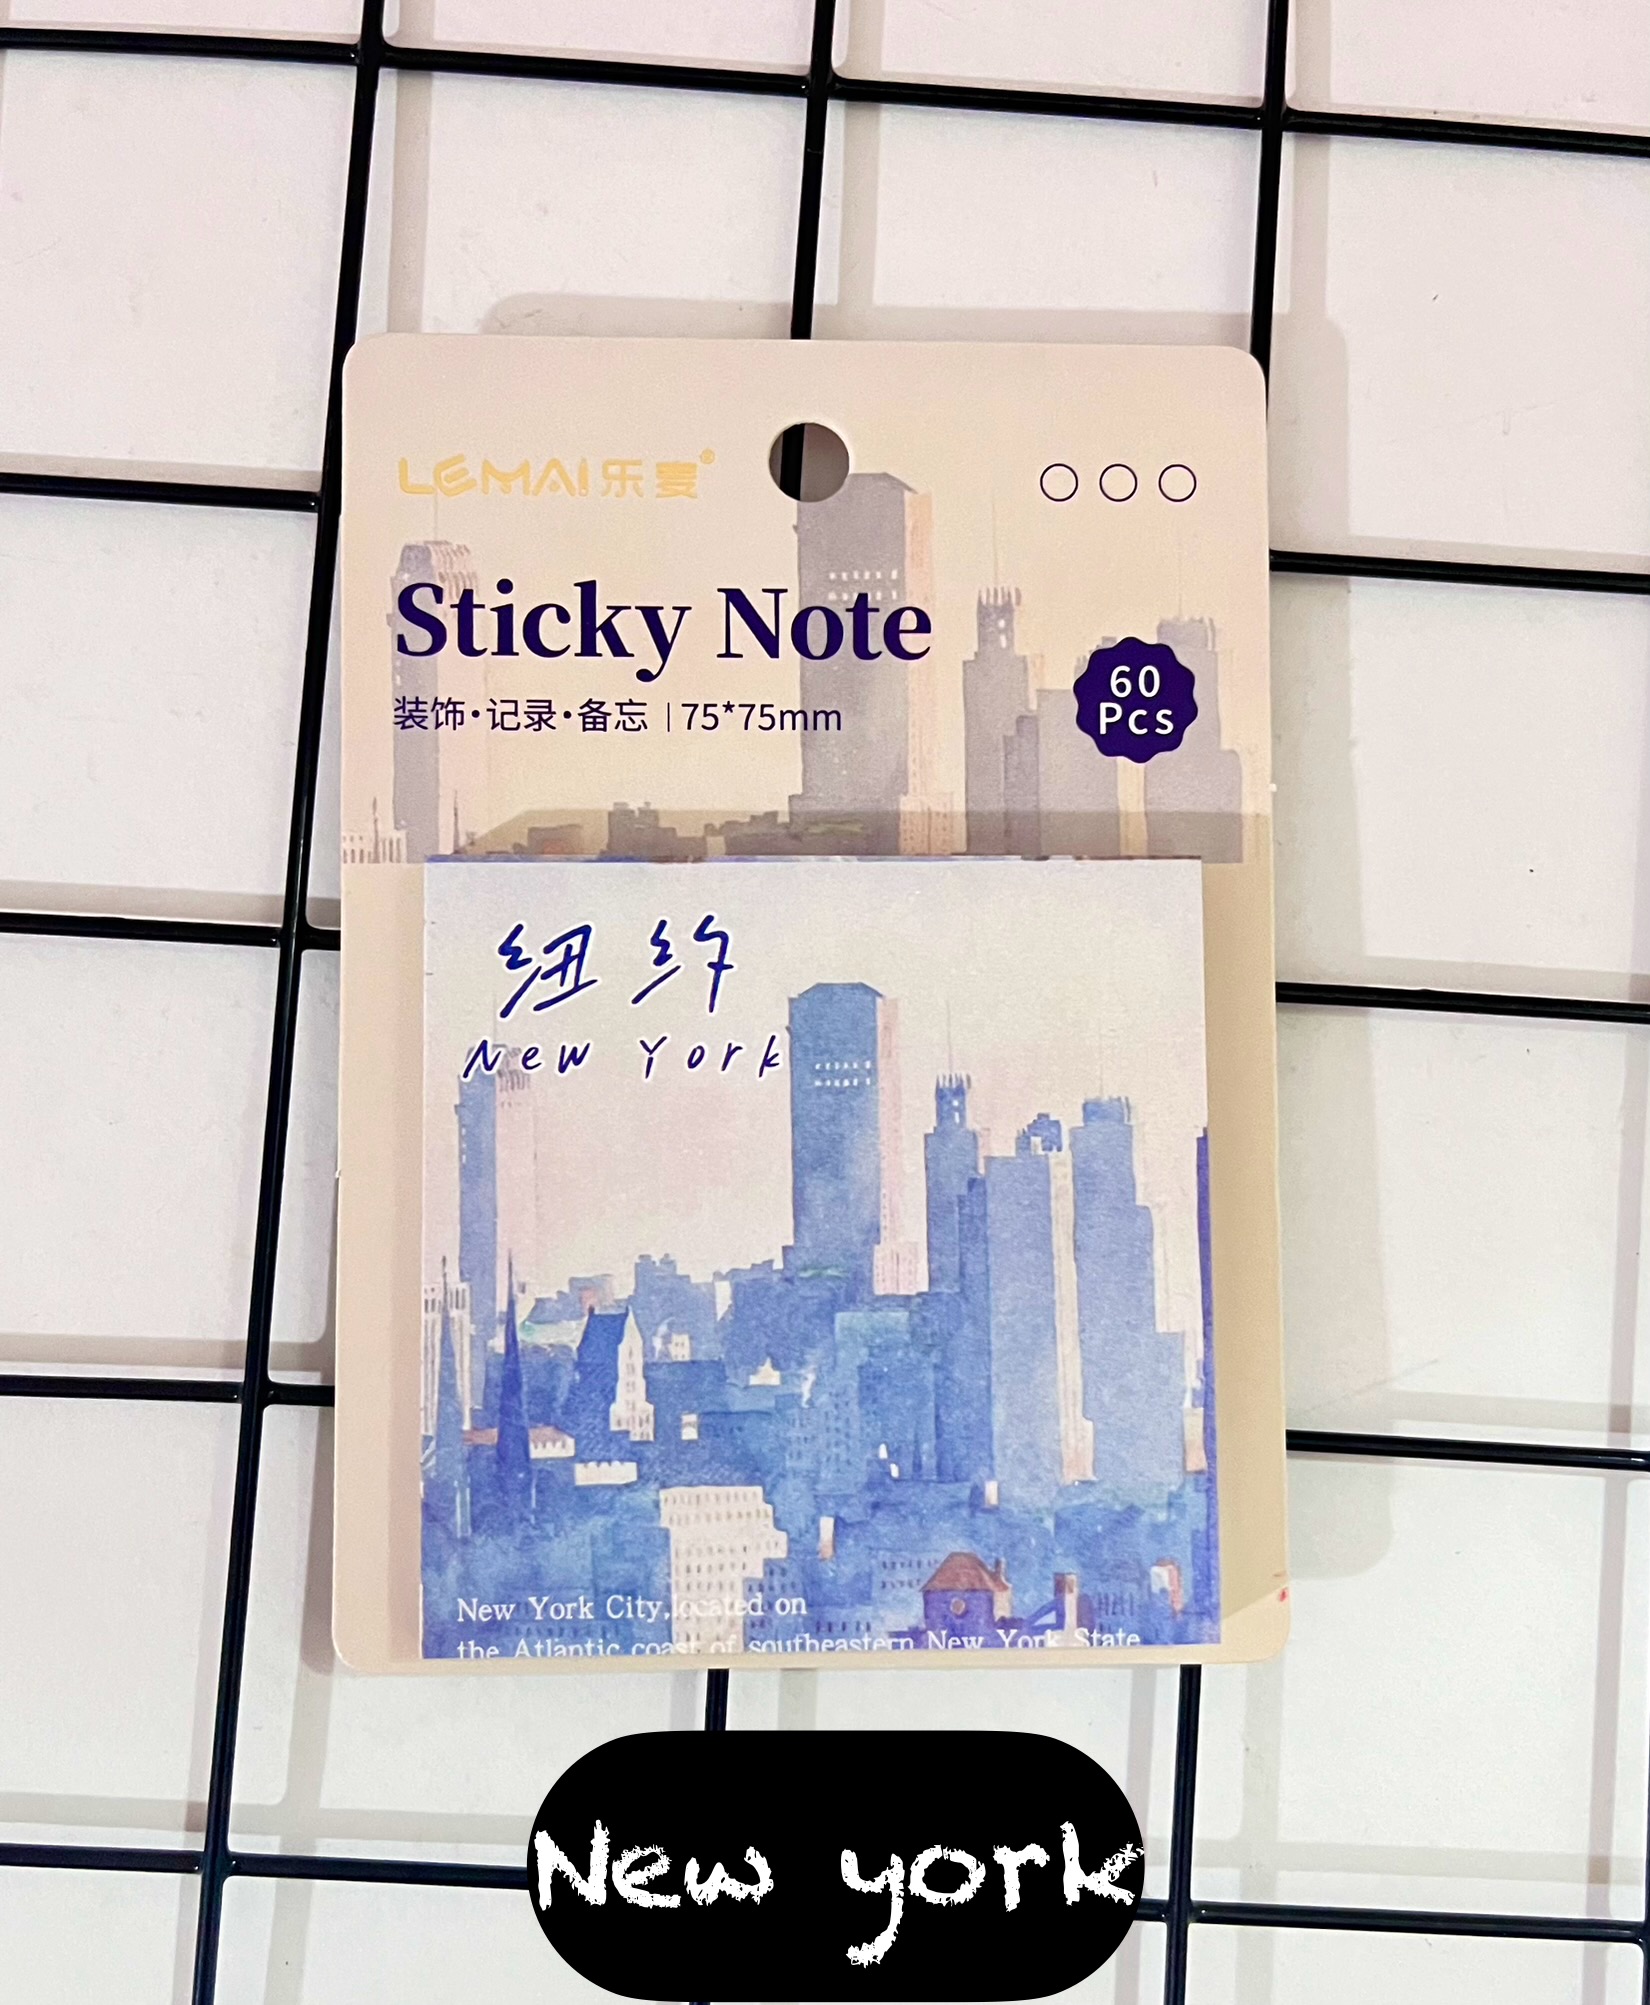 LEMAI乐麦®
Sticky Note
装饰·记录·备忘 | 75*75mm
60
Pcs
纽约
New York
New York City,located on
the Atlantic coast of southeastern New York State
New york